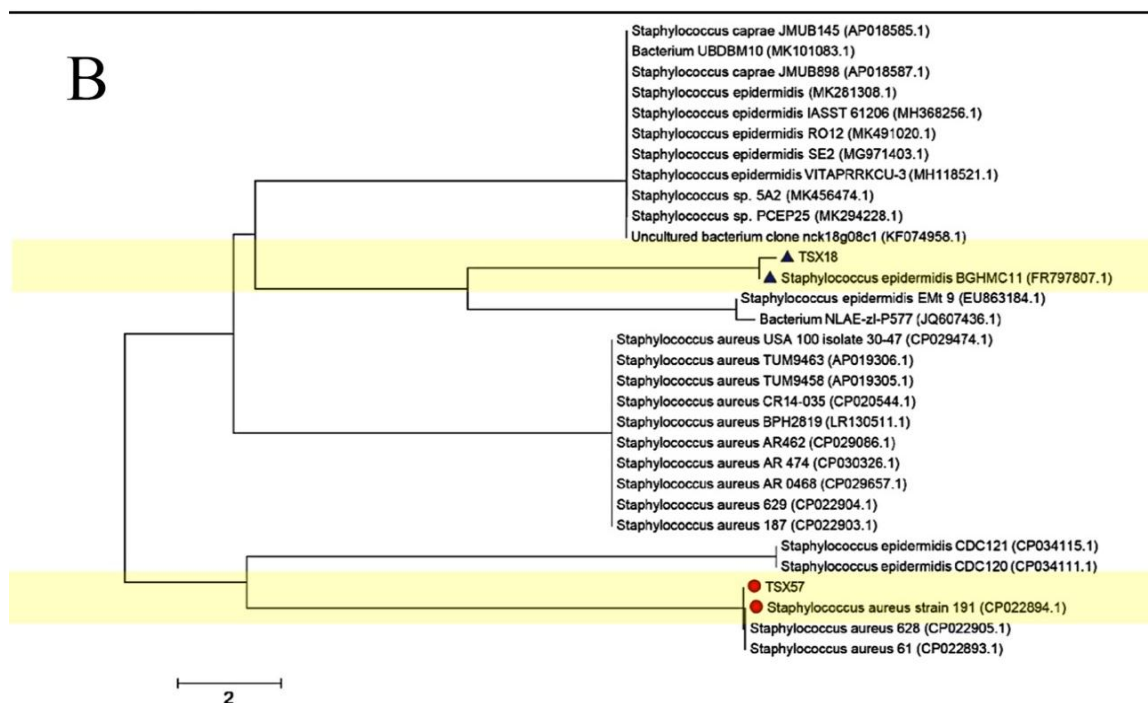 B
Staphylococcus caprae JMUB145 (AP018585.1)
Bacterium UBDBM10 (MK101083.1)
Staphylococcus caprae JMUB898 (AP018587.1)
Staphylococcus epidermidis (MK281308.1)
Staphylococcus epidermidis IASST 61206 (MH368256.1)
Staphylococcus epidermidis RO12 (MK491020.1)
Staphylococcus epidermidis SE2 (MG971403.1)
Staphylococcus epidermidis VITAPRRKCU-3 (MH118521.1)
Staphylococcus sp. 5A2 (MK456474.1)
Staphylococcus sp. PCEP25 (MK294228.1)
Uncultured bacterium clone nck18g08c1 (KF074958.1)
TSX18
Staphylococcus epidermidis BGHMC11 (FR797807.1)
Staphylococcus epidermidis EMt 9 (EU863184.1)
Bacterium NLAE-zl-P577 (JQ607436.1)
Staphylococcus aureus USA 100 isolate 30-47 (CP029474.1)
Staphylococcus aureus TUM9463 (AP019306.1)
Staphylococcus aureus TUM9458 (AP019305.1)
Staphylococcus aureus CR14-035 (CP020544.1)
Staphylococcus aureus BPH2819 (LR130511.1)
Staphylococcus aureus AR462 (CP029086.1)
Staphylococcus aureus AR 474 (CP030326.1)
Staphylococcus aureus AR 0468 (CP029657.1)
Staphylococcus aureus 629 (CP022904.1)
Staphylococcus aureus 187 (CP022903.1)
Staphylococcus epidermidis CDC121 (CP034115.1)
Staphylococcus epidermidis CDC120 (CP034111.1)
TSX57
Staphylococcus aureus strain 191 (CP022894.1)
Staphylococcus aureus 628 (CP022905.1)
Staphylococcus aureus 61 (CP022893.1)
2